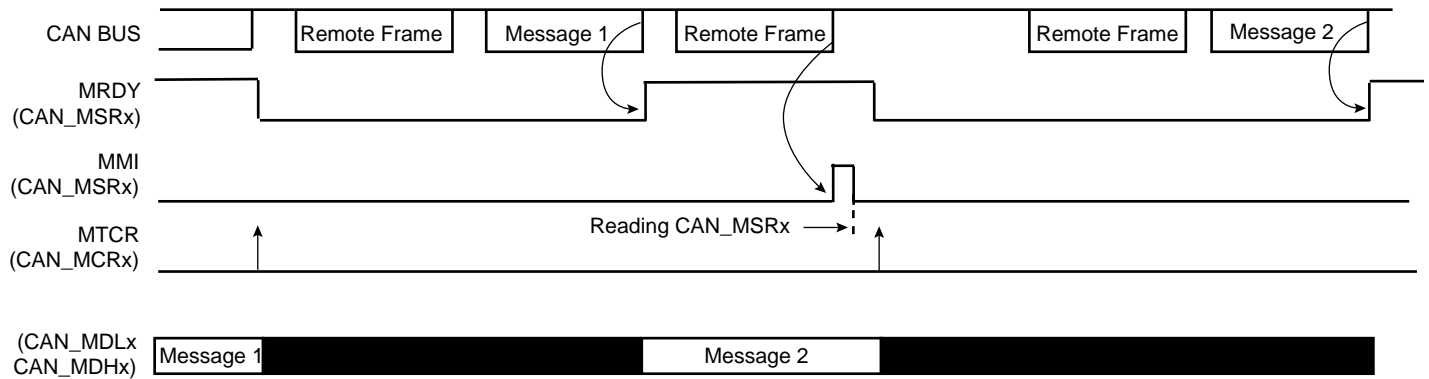 CAN BUS
Remote Frame
Message 1
Remote Frame
Remote Frame
Message 2
MRDY
(CAN_MSRx)
MMI
(CAN_MSRx)
Reading CAN_MSRx
MTCR
(CAN_MCRx)
(CAN_MDLx
CAN_MDHx)
Message 1
Message 2